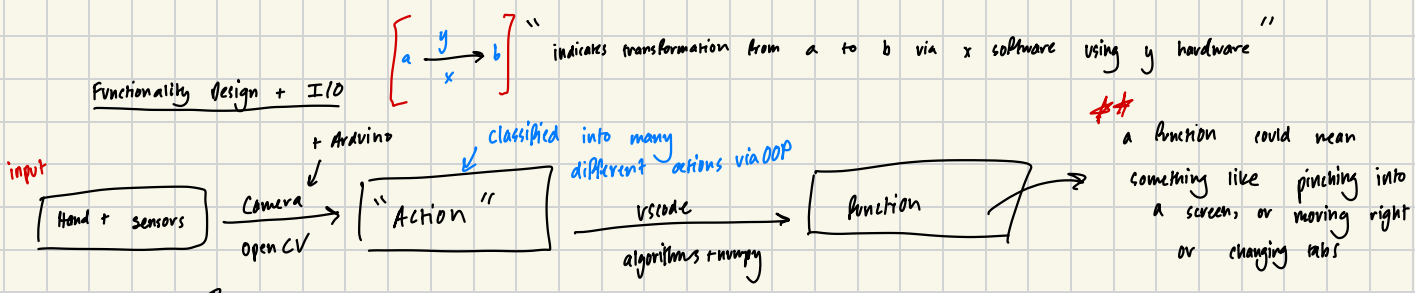 [ a y x b ] " indicates transformation from a to b via x software using y hardware "
Functionality Design + I/O
+ Arduino
classified into many
different actions via OOP
**
a function could mean
something like pinching into
a screen, or moving right
or changing tabs
input
Hand + sensors
Camera
Open CV
"Action"
vscode
algorithms + numpy
function